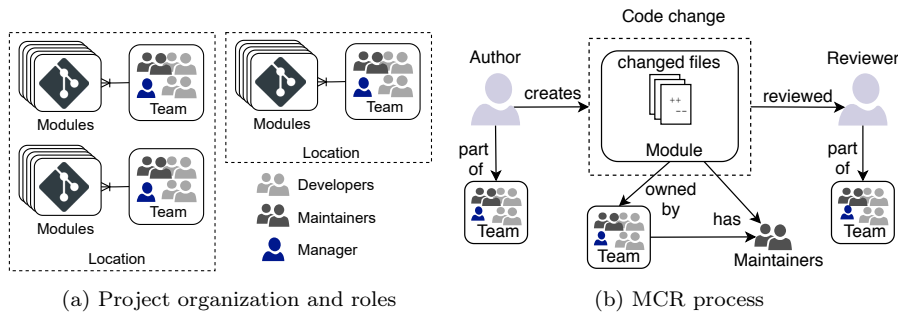 Modules
Team
Modules
Team
Location
Modules
Team
Location
Developers
Maintainers
Manager
(a) Project organization and roles
Code change
Author
creates
changed files
++
--
Module
reviewed
Reviewer
part
of
Team
owned
by
Team
has
Maintainers
part
of
Team
(b) MCR process